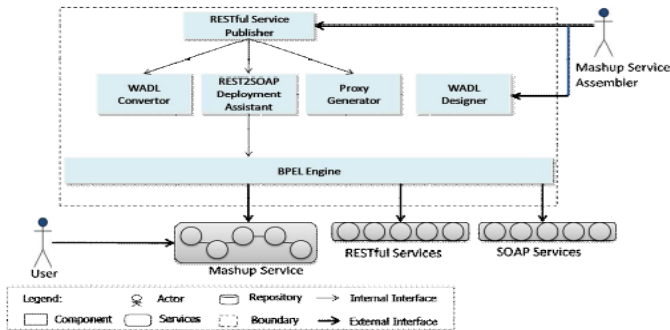 RESTful Service
Publisher
Mashup Service
Assembler
WADL
Convertor
REST2SOAP
Deployment
Assistant
Proxy
Generator
WADL
Designer
BPEL Engine
User
Mashup Service
RESTful Services
SOAP Services
Legend:
Actor
Repository
Internal Interface
Component
Services
Boundary
External Interface